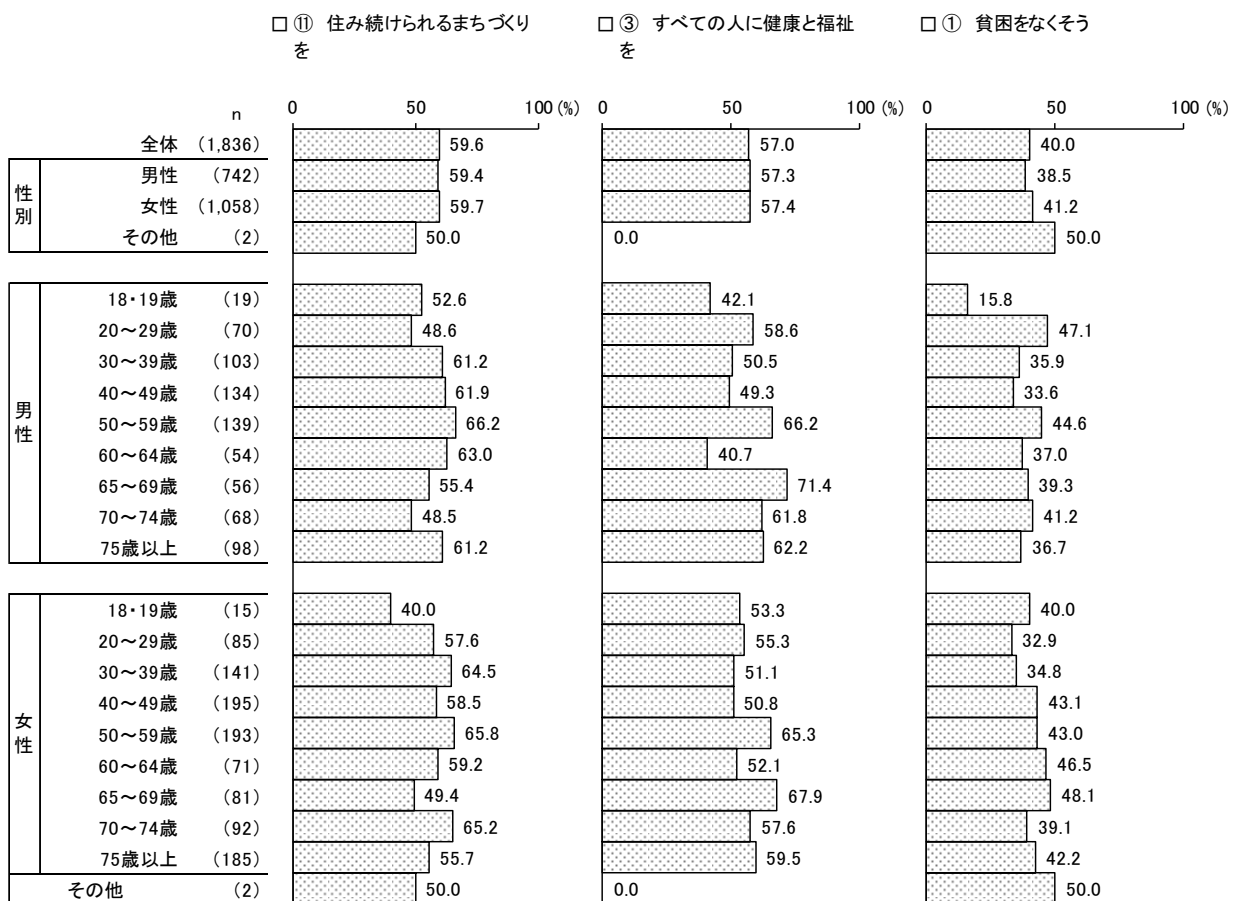 □ ⑪ 住み続けられるまちづくりを
□ ③ すべての人に健康と福祉を
□ ① 貧困をなくそう
n 0 50 100 (%) 0 50 100 (%) 0 50 100 (%)
全体 (1,836) 59.6 57.0 40.0
性別
男性 (742) 59.4 57.3 38.5
女性 (1,058) 59.7 57.4 41.2
その他 (2) 50.0 0.0 50.0
男性
18・19歳 (19) 52.6 42.1 15.8
20～29歳 (70) 48.6 58.6 47.1
30～39歳 (103) 61.2 50.5 35.9
40～49歳 (134) 61.9 49.3 33.6
50～59歳 (139) 66.2 66.2 44.6
60～64歳 (54) 63.0 40.7 37.0
65～69歳 (56) 55.4 71.4 39.3
70～74歳 (68) 48.5 61.8 41.2
75歳以上 (98) 61.2 62.2 36.7
女性
18・19歳 (15) 40.0 53.3 40.0
20～29歳 (85) 57.6 55.3 32.9
30～39歳 (141) 64.5 51.1 34.8
40～49歳 (195) 58.5 50.8 43.1
50～59歳 (193) 65.8 65.3 43.0
60～64歳 (71) 59.2 52.1 46.5
65～69歳 (81) 49.4 67.9 48.1
70～74歳 (92) 65.2 57.6 39.1
75歳以上 (185) 55.7 59.5 42.2
その他 (2) 50.0 0.0 50.0